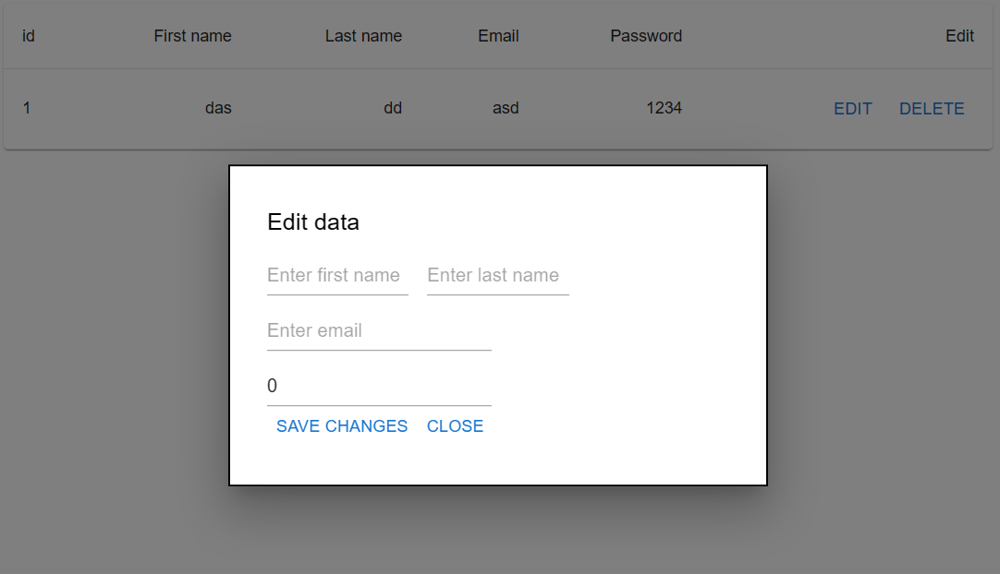 id First name Last name Email Password Edit
1 das dd asd 1234 EDIT DELETE
Edit data
Enter first name Enter last name
Enter email
0
SAVE CHANGES CLOSE